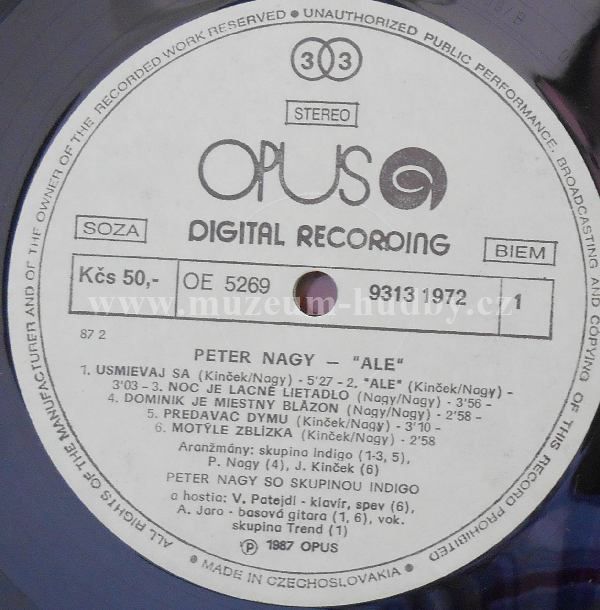 ALL RIGHTS OF THE MANUFACTURER AND OF THE OWNER OF THE RECORDED WORK RESERVED • UNAUTHORIZED PUBLIC PERFORMANCE, BROADCASTING AND COPYING OF THIS RECORD PROHIBITED
33
STEREO
OPUS
SOZA
DIGITAL RECORDING
BIEM
Kčs 50,-
OE 5269
9313 1972
1
www.muzeum-hudby.cz
87 2
PETER NAGY – "ALE"
1. USMIEVAJ SA (Kinček/Nagy) - 5'27 - 2. "ALE" (Kinček/Nagy) -
3'03 - 3. NOC JE LACNÉ LIETADLO (Nagy/Nagy) - 3'56 -
4. DOMINIK JE MIESTNY BLÁZON (Nagy/Nagy) - 2'58 -
5. PREDAVAČ DYMU (Kinček/Nagy) - 3'10 -
6. MOTÝLE ZBLÍZKA (Kinček/Nagy) - 2'58
Aranžmány: skupina Indigo (1-3, 5),
P. Nagy (4), J. Kinček (6)
PETER NAGY SO SKUPINOU INDIGO
a hostia: V. Patejdl - klavír, spev (6),
A. Jaro - basová gitara (1, 6), vok.
skupina Trend (1)
Ⓟ 1987 OPUS
• MADE IN CZECHOSLOVAKIA •